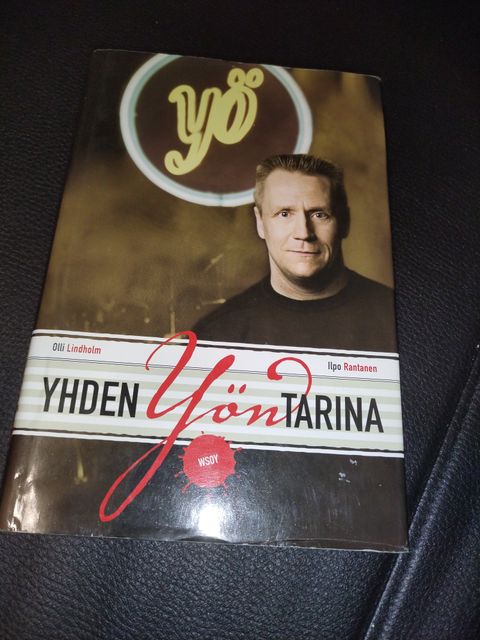 yö
Olli Lindholm
Ilpo Rantanen
YHDEN Yön TARINA
WSOY